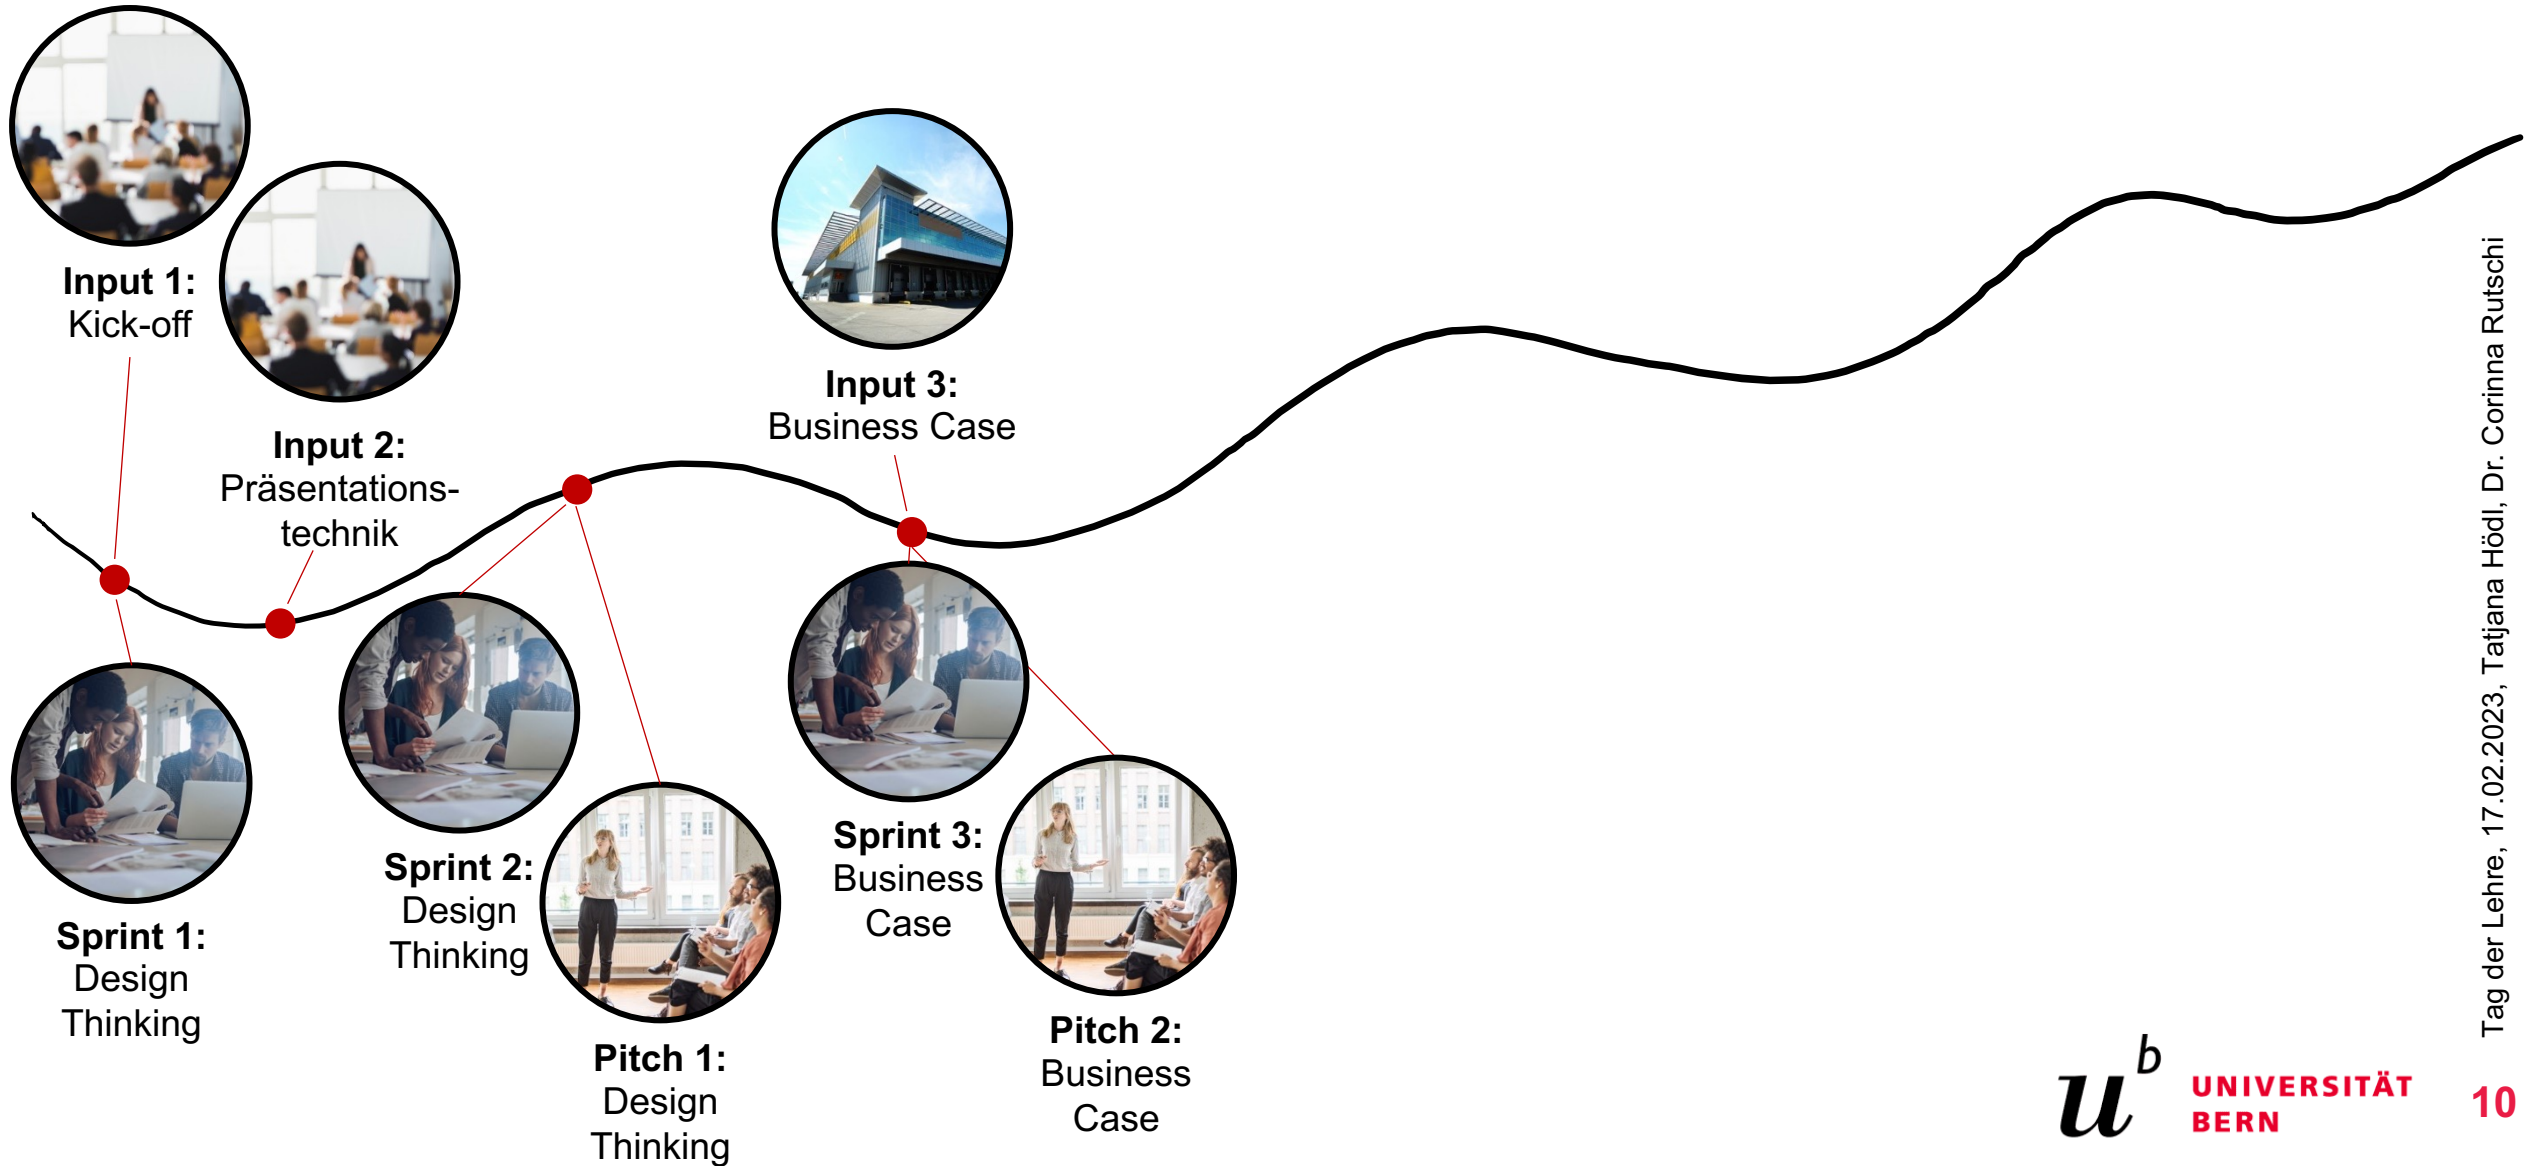 Input 1:
Kick-off
Input 2:
Präsentations-
technik
Input 3:
Business Case
Sprint 1:
Design
Thinking
Sprint 2:
Design
Thinking
Pitch 1:
Design
Thinking
Sprint 3:
Business
Case
Pitch 2:
Business
Case
Tag der Lehre, 17.02.2023, Tatjana Hödl, Dr. Corinna Rutschi
u b
UNIVERSITÄT
BERN
10